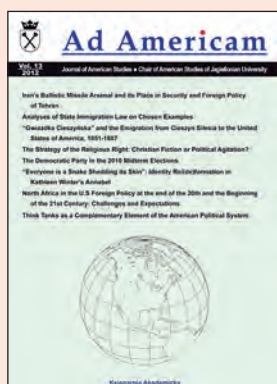 Ad Americam
Vol. 13
2012
Journal of American Studies • Chair of American Studies of Jagiellonian University
Iran's Ballistic Missile Arsenal and its Place in Security and Foreign Policy
of Tehran
Analyses of State Immigration Law on Chosen Examples
"Gwiazdka Cieszyńska" and the Emigration from Cieszyn Silesia to the United
States of America, 1851-1887
The Strategy of the Religious Right: Christian Fiction or Political Agitation?
The Democratic Party in the 2010 Midterm Elections
"Everyone is a Snake Shedding its Skin": Identity Re/de/formation in
Kathleen Winter's Annabel
North Africa in the U.S Foreign Policy at the end of the 20th and the Beginning
of the 21st Century: Challenges and Expectations
Think Tanks as a Complementary Element of the American Political System
Księgarnia Akademicka